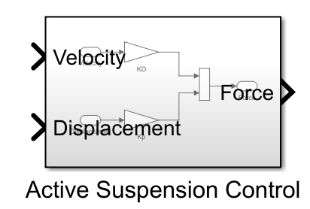 Velocity
KD
Force
Displacement
Kp
Active Suspension Control